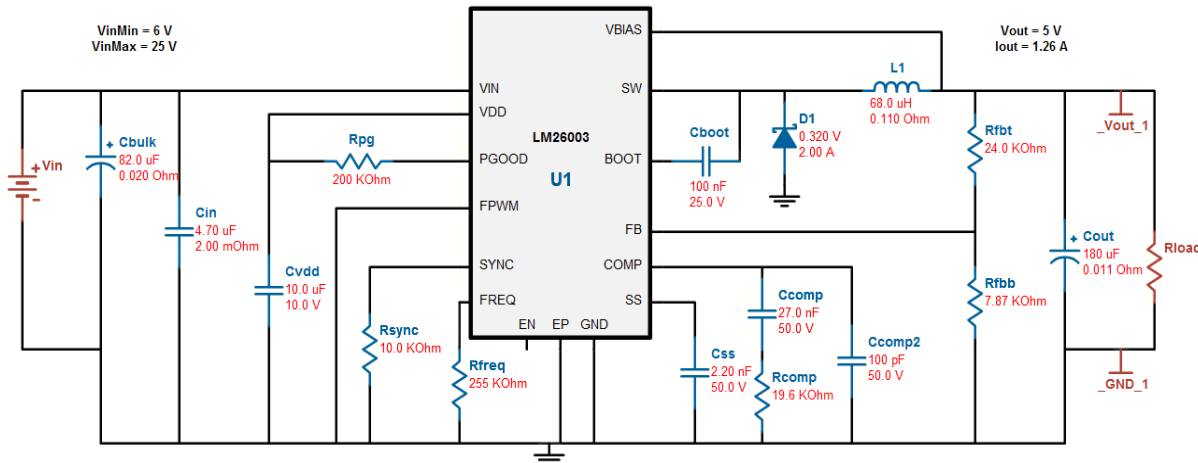 VinMin = 6 V
VinMax = 25 V
Vout = 5 V
Iout = 1.26 A
VBIAS
VIN
SW
L1
68.0 uH
0.110 Ohm
VDD
LM26003
U1
Cbulk
82.0 uF
0.020 Ohm
+ Vin
-
Rpg
200 KOhm
PGOOD
BOOT
Cboot
100 nF
25.0 V
D1
0.320 V
2.00 A
_Vout_1
Rfbt
24.0 KOhm
FPWM
FB
Cin
4.70 uF
2.00 mOhm
Cvdd
10.0 uF
10.0 V
SYNC
COMP
FREQ
SS
EN
EP
GND
Rsync
10.0 KOhm
Rfreq
255 KOhm
Css
2.20 nF
50.0 V
Ccomp
27.0 nF
50.0 V
Rcomp
19.6 KOhm
Ccomp2
100 pF
50.0 V
Rfbb
7.87 KOhm
+ Cout
180 uF
0.011 Ohm
Rload
_GND_1